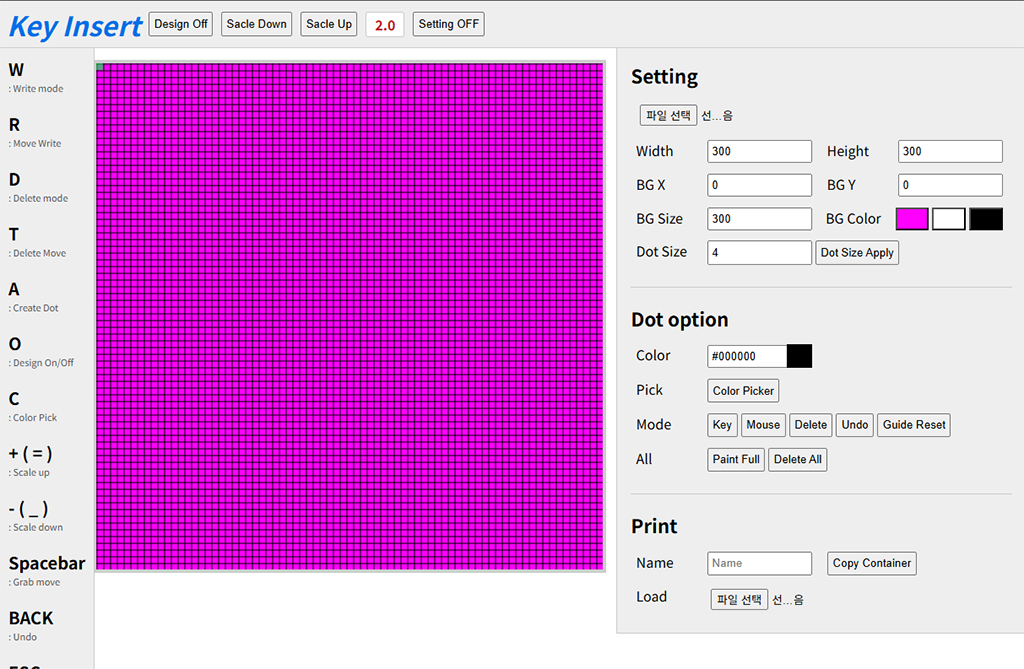 Key Insert Design Off Sacle Down Sacle Up 2.0 Setting OFF
W
: Write mode
R
: Move Write
D
: Delete mode
T
: Delete Move
A
: Create Dot
O
: Design On/Off
C
: Color Pick
+ ( = )
: Scale up
- ( _ )
: Scale down
Spacebar
: Grab move
BACK
: Undo
Setting
파일 선택 선...음
Width 300 Height 300
BG X 0 BG Y 0
BG Size 300 BG Color
Dot Size 4 Dot Size Apply
Dot option
Color #000000
Pick Color Picker
Mode Key Mouse Delete Undo Guide Reset
All Paint Full Delete All
Print
Name Name Copy Container
Load 파일 선택 선...음